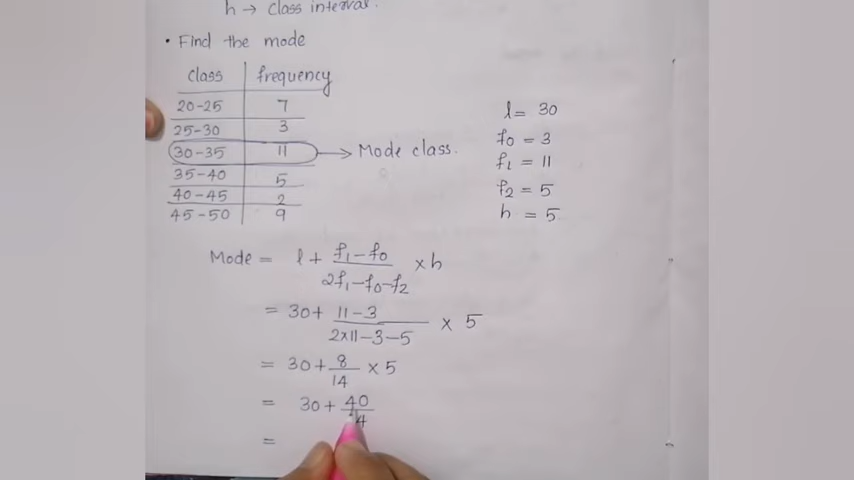 h → class interval.
• Find the mode
class frequency
20-25 7
25-30 3
30-35 11 → Mode class.
35-40 5
40-45 2
45-50 9
l = 30
f0 = 3
f1 = 11
f2 = 5
h = 5
Mode = l + f1-f0 / 2f1-f0-f2 × h
= 30 + 11-3 / 2×11-3-5 × 5
= 30 + 8/14 × 5
= 30 + 40/14
=